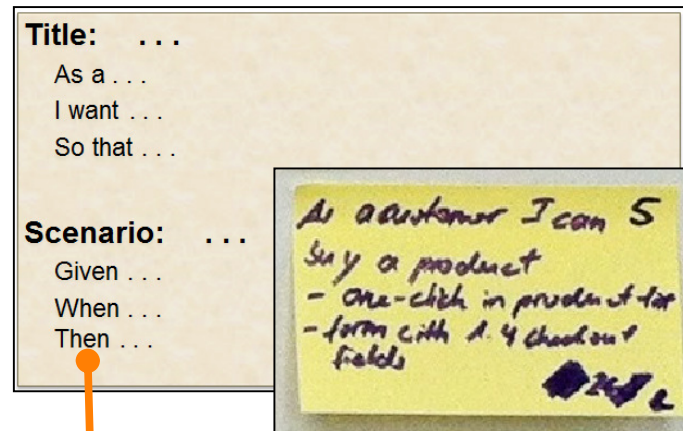 Title: ...
As a ...
I want ...
So that ...
Scenario: ...
Given ...
When ...
Then ...
As a customer I can 5
buy a product
- one-click in product
- form with 1.4 checkout
fields